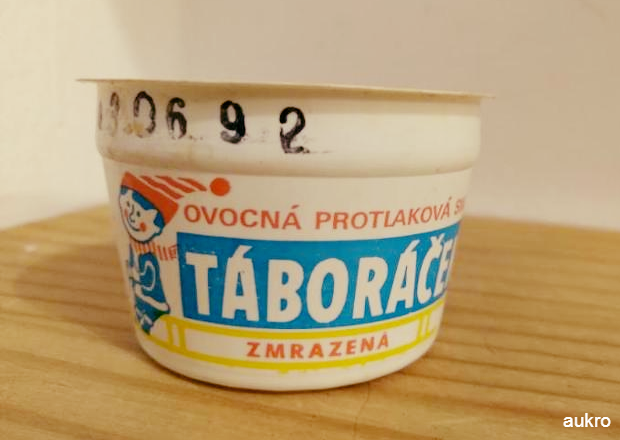 .06 92
OVOCNÁ PROTLAKOVÁ
TÁBORÁČE
ZMRAZENÁ
aukro